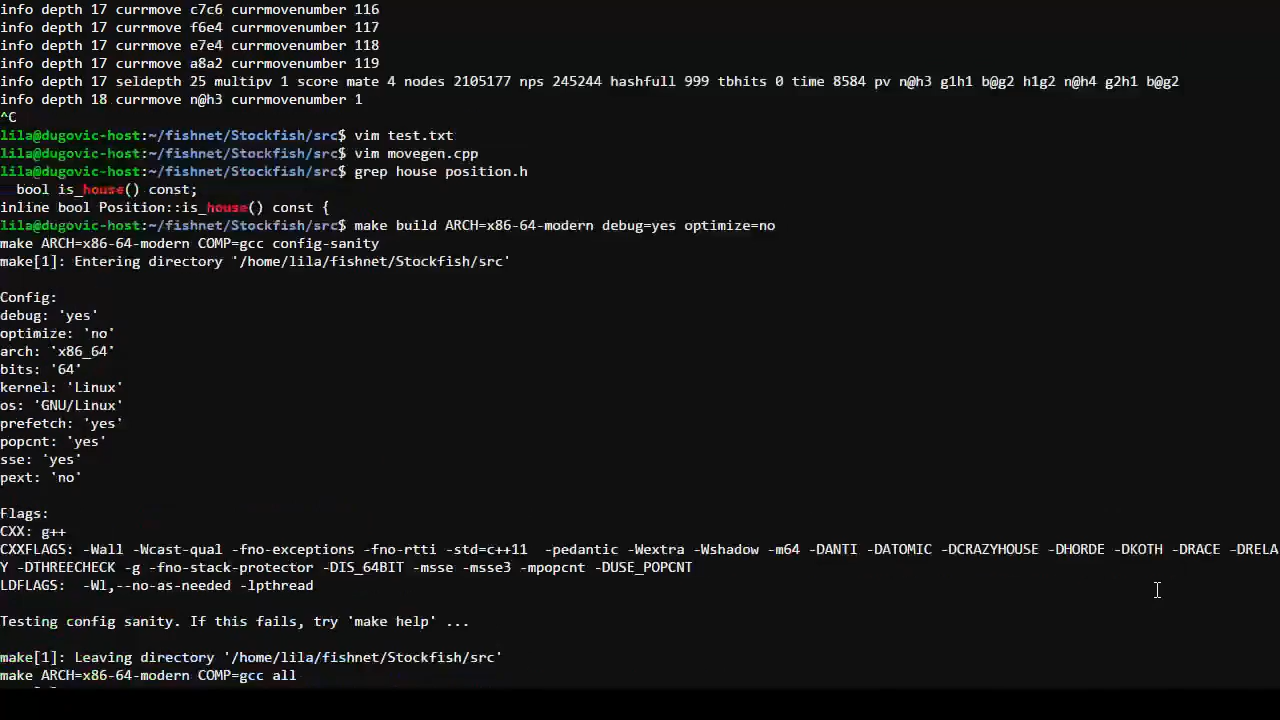 info depth 17 currmove c7c6 currmovenumber 116
info depth 17 currmove f6e4 currmovenumber 117
info depth 17 currmove e7e4 currmovenumber 118
info depth 17 currmove a8a2 currmovenumber 119
info depth 17 seldepth 25 multipv 1 score mate 4 nodes 2105177 nps 245244 hashfull 999 tbhits 0 time 8584 pv n@h3 g1h1 b@g2 h1g2 n@h4 g2h1 b@g2
info depth 18 currmove n@h3 currmovenumber 1
^C
lila@dugovic-host:~/fishnet/Stockfish/src$ vim test.txt
lila@dugovic-host:~/fishnet/Stockfish/src$ vim movegen.cpp
lila@dugovic-host:~/fishnet/Stockfish/src$ grep house position.h
bool is_house() const;
inline bool Position::is_house() const {
lila@dugovic-host:~/fishnet/Stockfish/src$ make build ARCH=x86-64-modern debug=yes optimize=no
make ARCH=x86-64-modern COMP=gcc config-sanity
make[1]: Entering directory '/home/lila/fishnet/Stockfish/src'
Config:
debug: 'yes'
optimize: 'no'
arch: 'x86_64'
bits: '64'
kernel: 'Linux'
os: 'GNU/Linux'
prefetch: 'yes'
popcnt: 'yes'
sse: 'yes'
pext: 'no'
Flags:
CXX: g++
CXXFLAGS: -Wall -Wcast-qual -fno-exceptions -fno-rtti -std=c++11  -pedantic -Wextra -Wshadow -m64 -DANTI -DATOMIC -DCRAZYHOUSE -DHORDE -DKOTH -DRACE -DRELA
Y -DTHREECHECK -g -fno-stack-protector -DIS_64BIT -msse -msse3 -mpopcnt -DUSE_POPCNT
LDFLAGS:  -Wl,--no-as-needed -lpthread
Testing config sanity. If this fails, try 'make help' ...
make[1]: Leaving directory '/home/lila/fishnet/Stockfish/src'
make ARCH=x86-64-modern COMP=gcc all